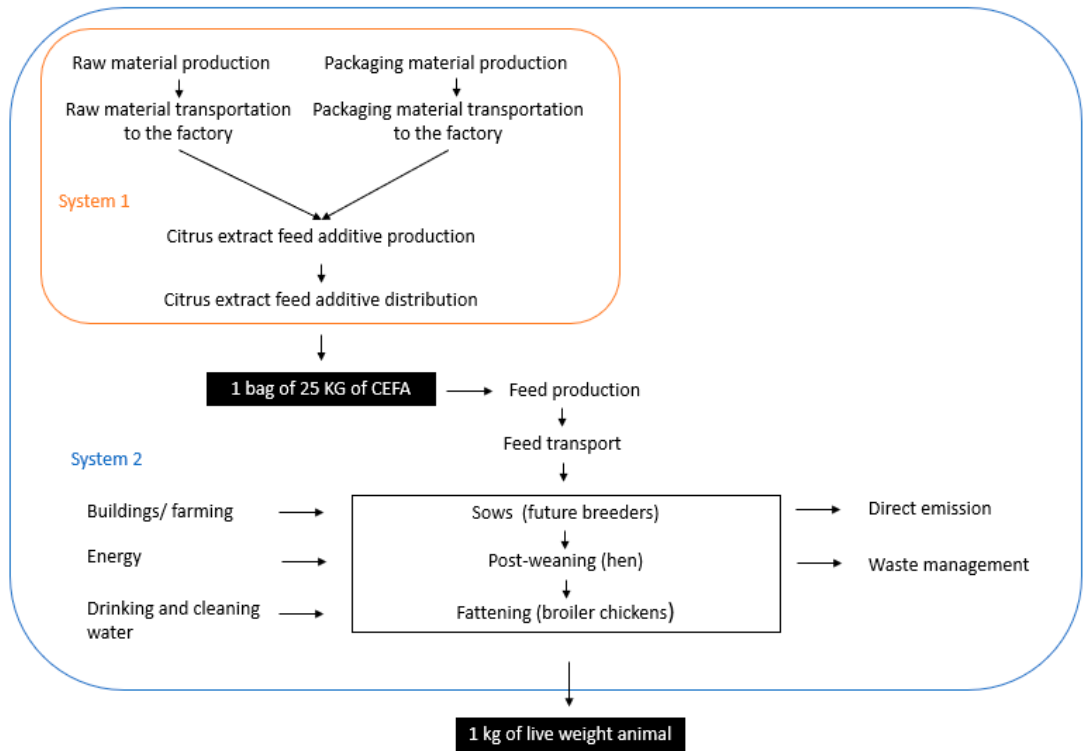 Raw material production
Packaging material production
Raw material transportation
to the factory
Packaging material transportation
to the factory
System 1
Citrus extract feed additive production
Citrus extract feed additive distribution
1 bag of 25 KG of CEFA
Feed production
Feed transport
System 2
Buildings/ farming
Sows (future breeders)
Direct emission
Energy
Post-weaning (hen)
Waste management
Drinking and cleaning
water
Fattening (broiler chickens)
1 kg of live weight animal